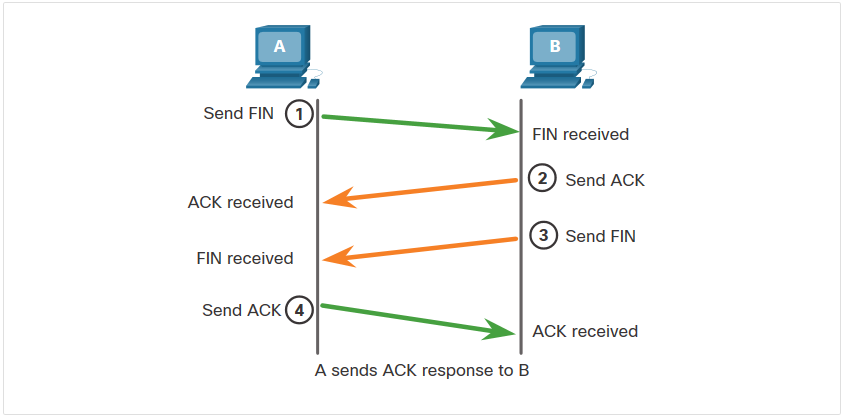 A
B
Send FIN 1
FIN received
2 Send ACK
ACK received
3 Send FIN
FIN received
Send ACK 4
ACK received
A sends ACK response to B